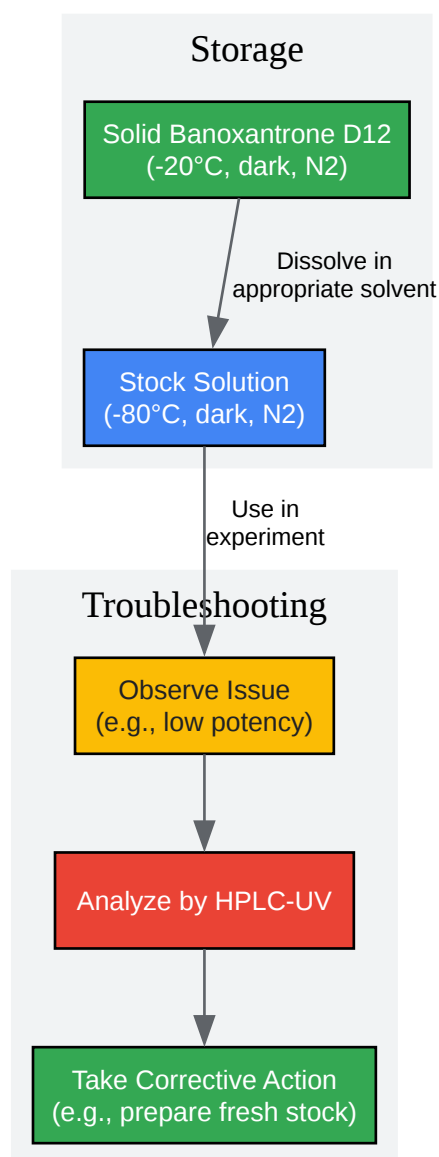 Storage
Solid Banoxantrone D12
(-20°C, dark, N2)
Dissolve in
appropriate solvent
Stock Solution
(-80°C, dark, N2)
Use in
experiment
Troubleshooting
Observe Issue
(e.g., low potency)
Analyze by HPLC-UV
Take Corrective Action
(e.g., prepare fresh stock)